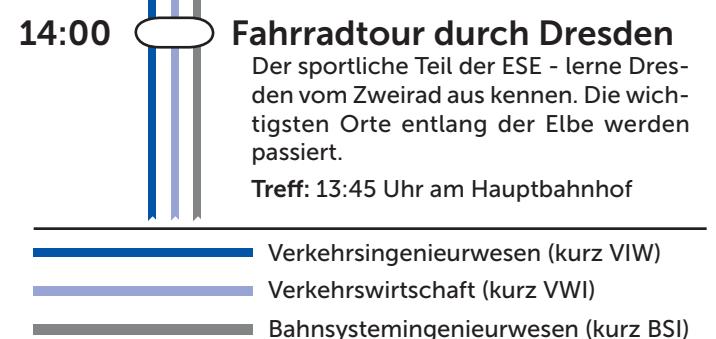 14:00 Fahrradtour durch Dresden
Der sportliche Teil der ESE - lerne Dres-
den vom Zweirad aus kennen. Die wich-
tigsten Orte entlang der Elbe werden
passiert.
Treff: 13:45 Uhr am Hauptbahnhof
Verkehrsingenieurwesen (kurz VIW)
Verkehrswirtschaft (kurz VWI)
Bahnsystemingenieurwesen (kurz BSI)